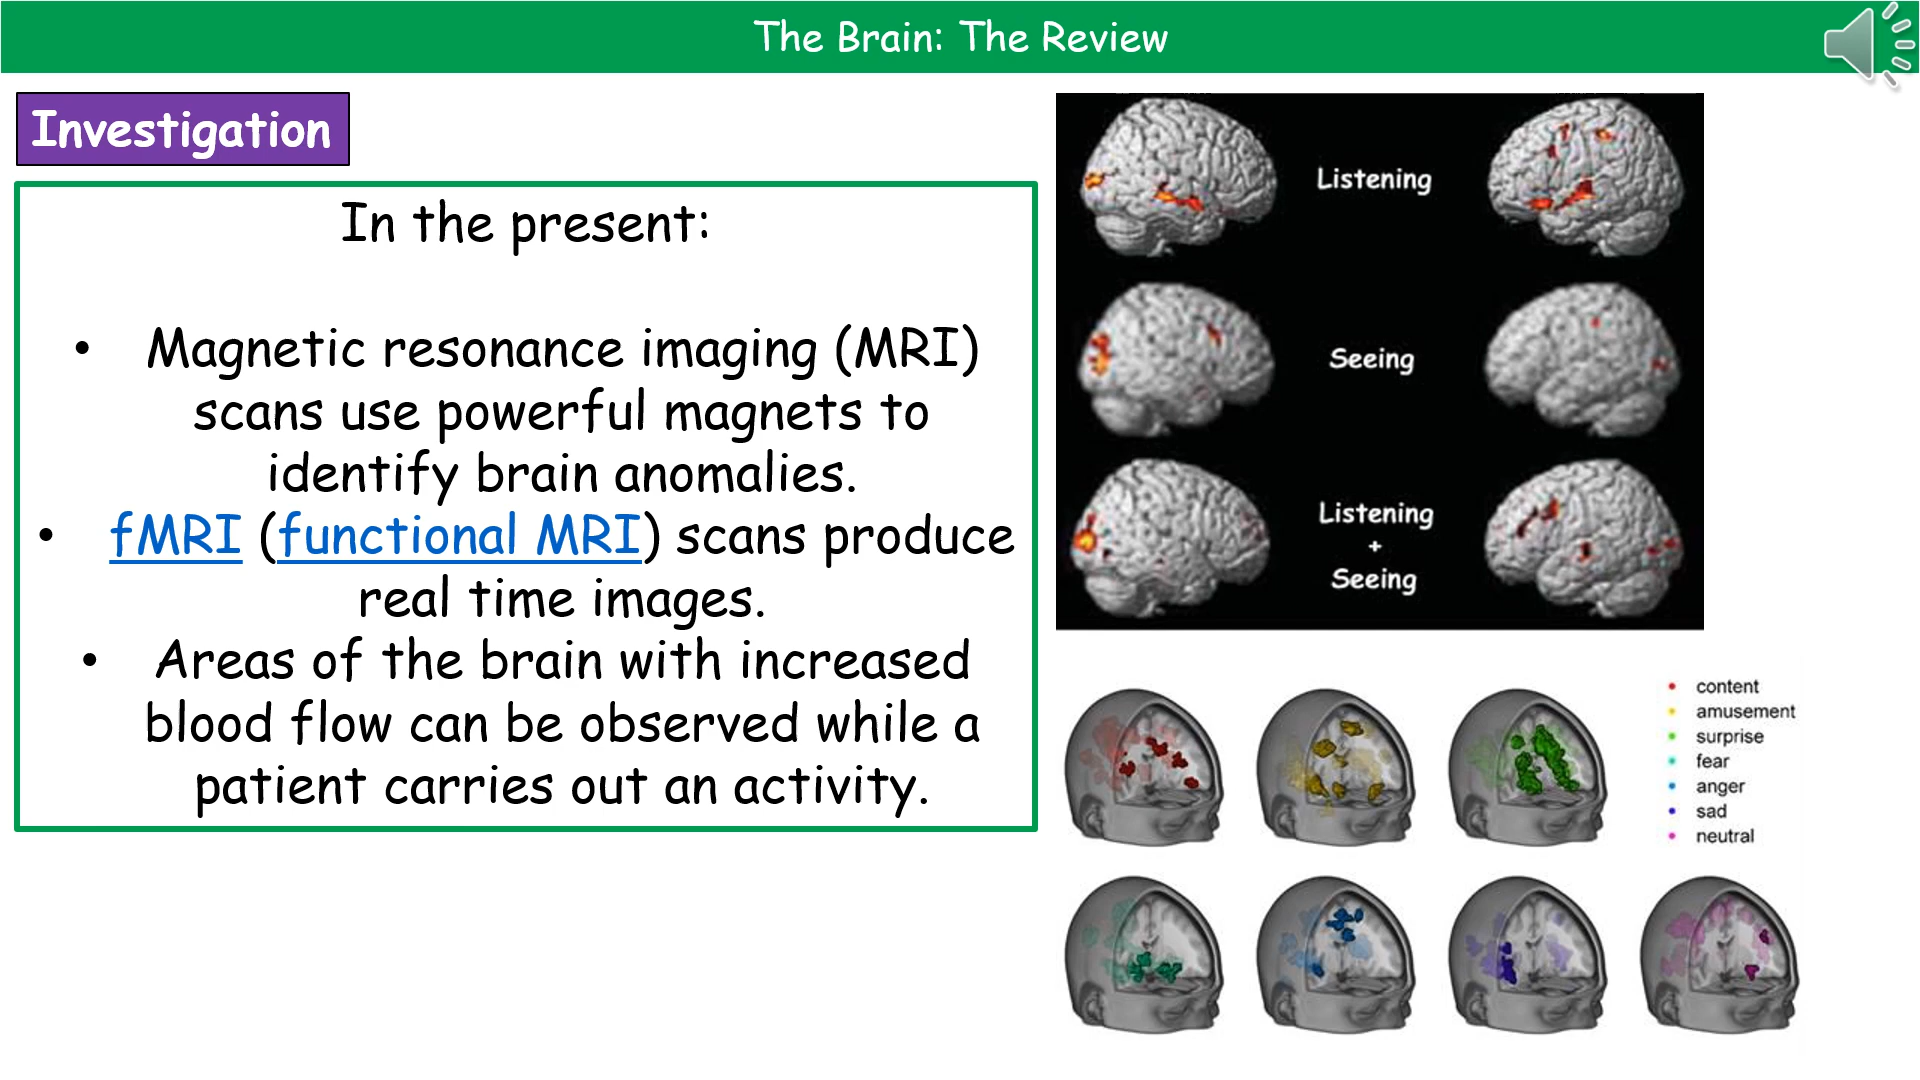 The Brain: The Review
Investigation
In the present:
• Magnetic resonance imaging (MRI)
scans use powerful magnets to
identify brain anomalies.
• fMRI (functional MRI) scans produce
real time images.
• Areas of the brain with increased
blood flow can be observed while a
patient carries out an activity.
Listening
Seeing
Listening
+
Seeing
content
amusement
surprise
fear
anger
sad
neutral